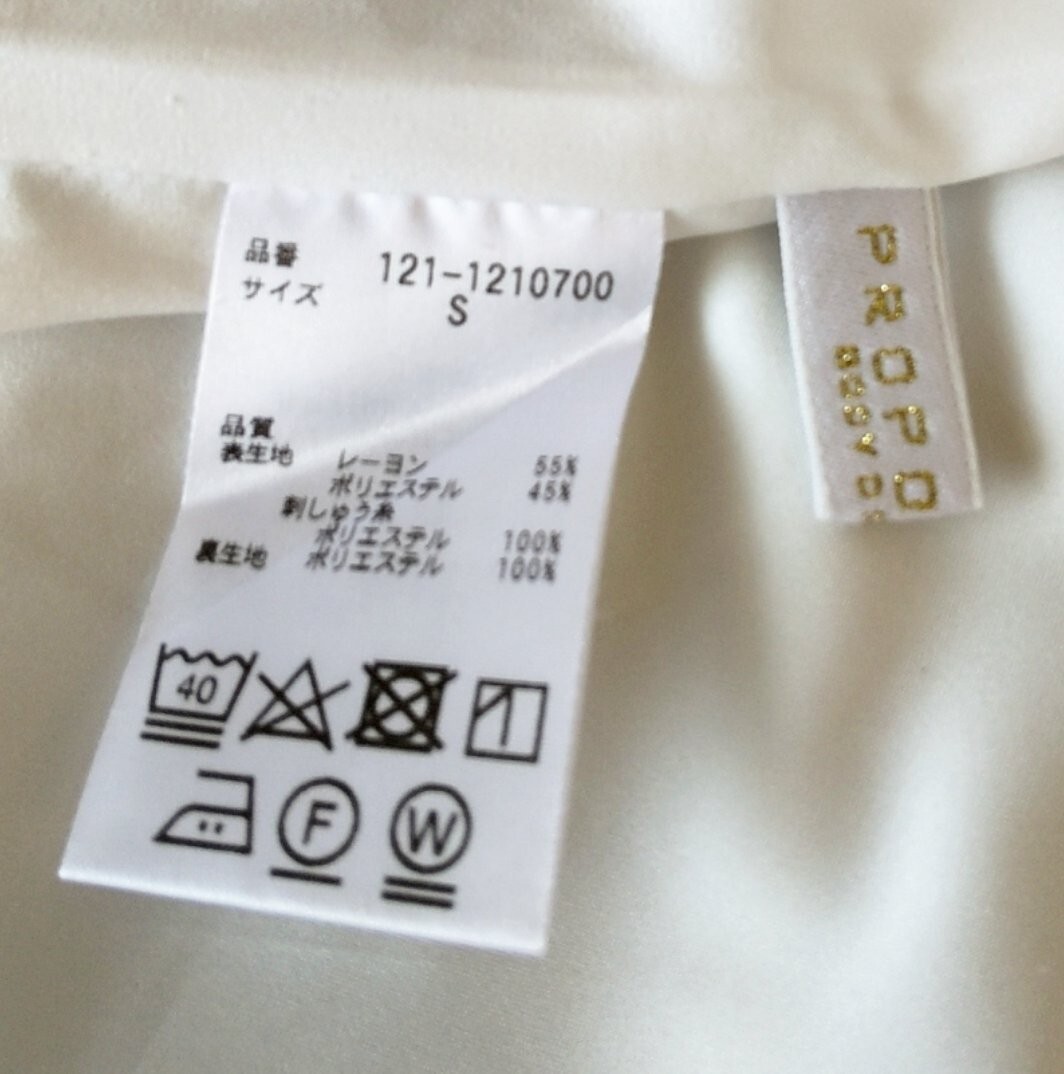 品番 121-1210700
サイズ S
品質
表生地 レーヨン 55%
ポリエステル 45%
刺しゅう糸
ポリエステル 100%
裏生地 ポリエステル 100%
40
F W
PROPO
BODY D